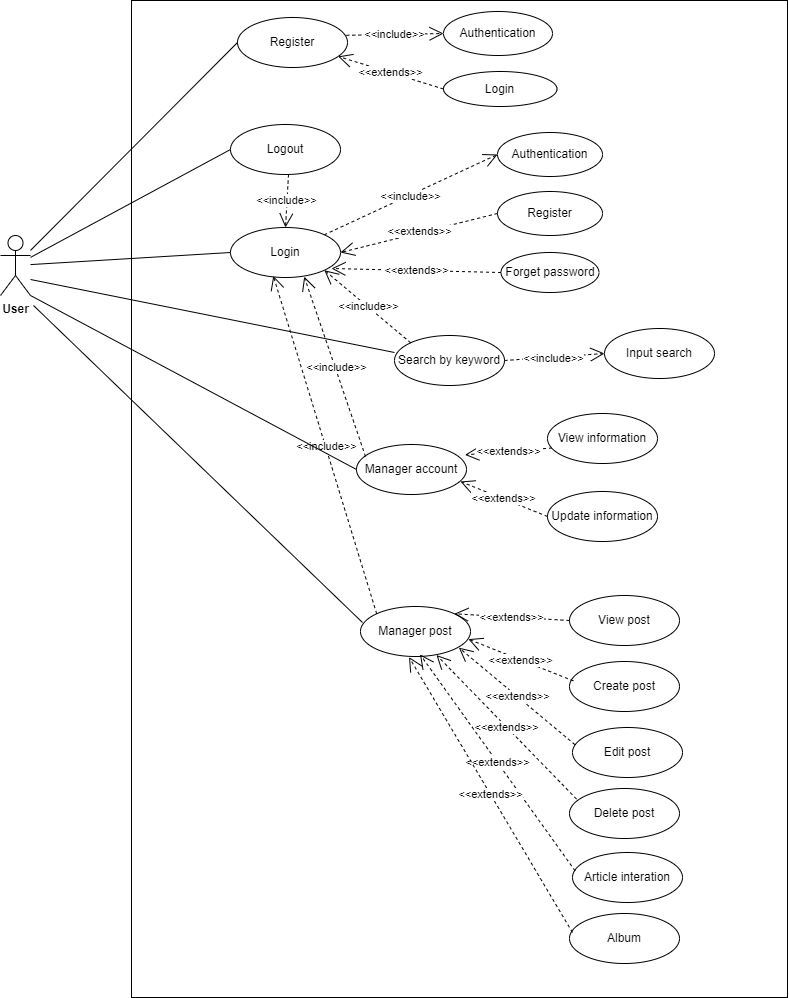 Register
<<include>>
Authentication
<<extends>>
Login
Logout
<<include>>
Authentication
<<include>>
Register
<<extends>>
Login
Forget password
<<extends>>
User
<<include>>
Search by keyword
<<include>>
Input search
<<include>>
<<include>>
Manager account
<<extends>>
View information
<<extends>>
Update information
Manager post
<<extends>>
View post
<<extends>>
Create post
<<extends>>
Edit post
<<extends>>
Delete post
<<extends>>
Article interation
<<extends>>
Album